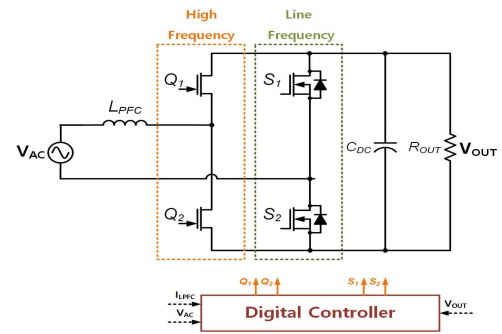 High
Frequency
Line
Frequency
Q1
S1
LPFC
VAC
CDC
ROUT
VOUT
Q2
S2
Q1 Q2
S1 S2
ILPFC
VAC
Digital Controller
VOUT